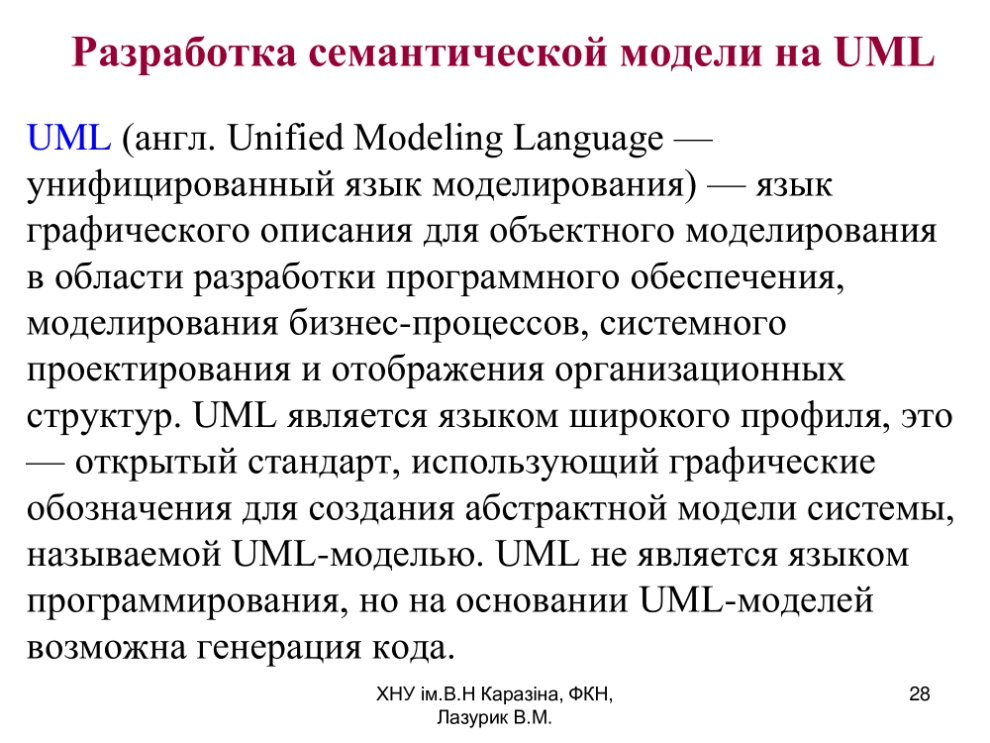 Разработка семантической модели на UML
UML (англ. Unified Modeling Language —
унифицированный язык моделирования) — язык
графического описания для объектного моделирования
в области разработки программного обеспечения,
моделирования бизнес-процессов, системного
проектирования и отображения организационных
структур. UML является языком широкого профиля, это
— открытый стандарт, использующий графические
обозначения для создания абстрактной модели системы,
называемой UML-моделью. UML не является языком
программирования, но на основании UML-моделей
возможна генерация кода.
ХНУ ім.В.Н Каразіна, ФКН,
Лазурик В.М.
28